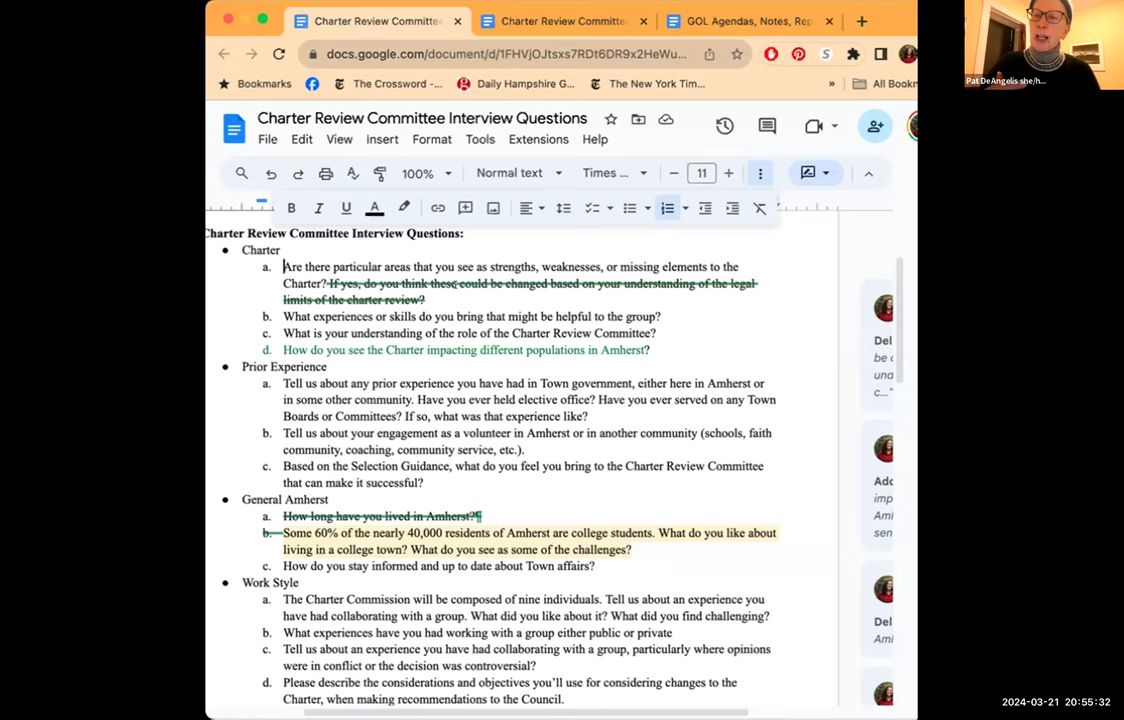 Charter Review Committe
Charter Review Committe
GOL Agendas, Notes, Rep
docs.google.com/document/d/1FHVjOJtsxs7RDt6DR9x2HeWu...
Bookmarks
The Crossword -...
Daily Hampshire G...
The New York Tim...
»
All Bookn
Charter Review Committee Interview Questions
File Edit View Insert Format Tools Extensions Help
100% Normal text Times ... 11
Charter Review Committee Interview Questions:
● Charter
a. Are there particular areas that you see as strengths, weaknesses, or missing elements to the
Charter? If yes, do you think these could be changed based on your understanding of the legal
limits of the charter review?
b. What experiences or skills do you bring that might be helpful to the group?
c. What is your understanding of the role of the Charter Review Committee?
d. How do you see the Charter impacting different populations in Amherst?
● Prior Experience
a. Tell us about any prior experience you have had in Town government, either here in Amherst or
in some other community. Have you ever held elective office? Have you ever served on any Town
Boards or Committees? If so, what was that experience like?
b. Tell us about your engagement as a volunteer in Amherst or in another community (schools, faith
community, coaching, community service, etc.).
c. Based on the Selection Guidance, what do you feel you bring to the Charter Review Committee
that can make it successful?
● General Amherst
a. How long have you lived in Amherst?¶
b. Some 60% of the nearly 40,000 residents of Amherst are college students. What do you like about
living in a college town? What do you see as some of the challenges?
c. How do you stay informed and up to date about Town affairs?
● Work Style
a. The Charter Commission will be composed of nine individuals. Tell us about an experience you
have had collaborating with a group. What did you like about it? What did you find challenging?
b. What experiences have you had working with a group either public or private
c. Tell us about an experience you have had collaborating with a group, particularly where opinions
were in conflict or the decision was controversial?
d. Please describe the considerations and objectives you'll use for considering changes to the
Charter, when making recommendations to the Council.
Del
be c
una
c..."
Add
imp
Aml
sen
Del
Aml
Pat DeAngelis she/h...
2024-03-21 20:55:32